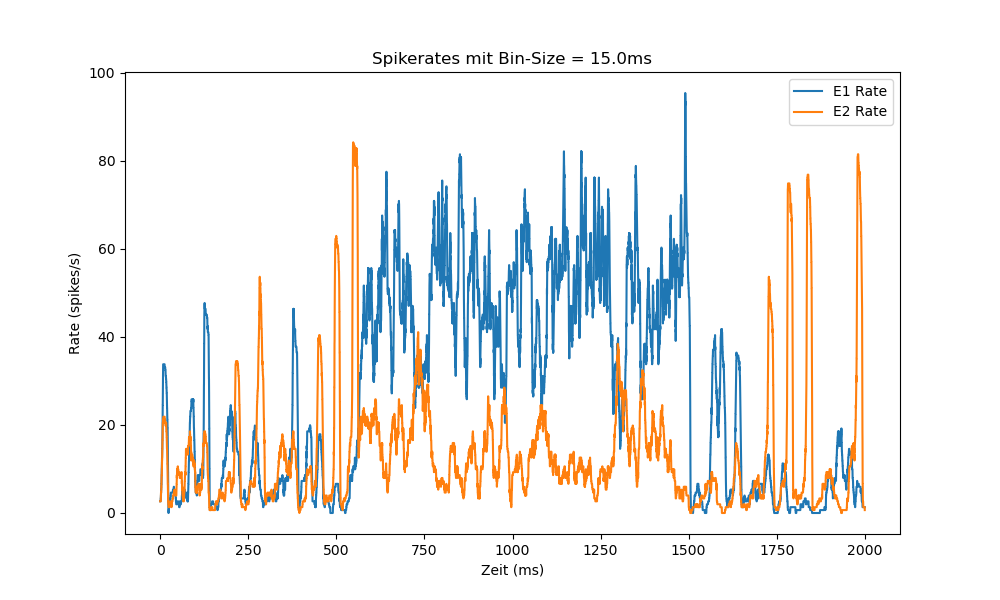 Spikerates mit Bin-Size = 15.0ms
E1 Rate
E2 Rate
Rate (spikes/s)
100
80
60
40
20
0
0 250 500 750 1000 1250 1500 1750 2000
Zeit (ms)